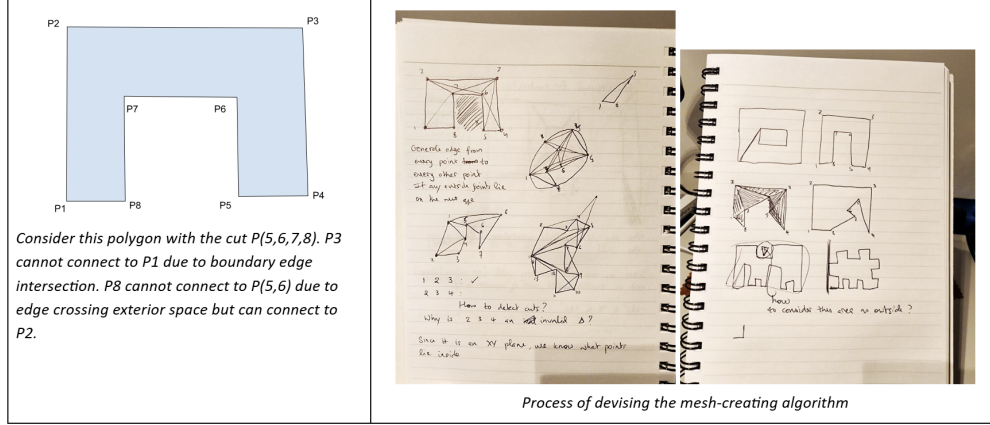 P2
P3
P7
P6
P1
P8
P5
P4
Consider this polygon with the cut P(5,6,7,8). P3
cannot connect to P1 due to boundary edge
intersection. P8 cannot connect to P(5,6) due to
edge crossing exterior space but can connect to
P2.
Generate edge from
every point to
every other point
If any outside points lie
on the new
1 2 3 : ✓
2 3 4 :
How to detect cuts?
Why is 2 3 4 an invalid Δ?
Since it is an XY plane, we know what points
lie inside
how
to consider this area as outside?
Process of devising the mesh-creating algorithm